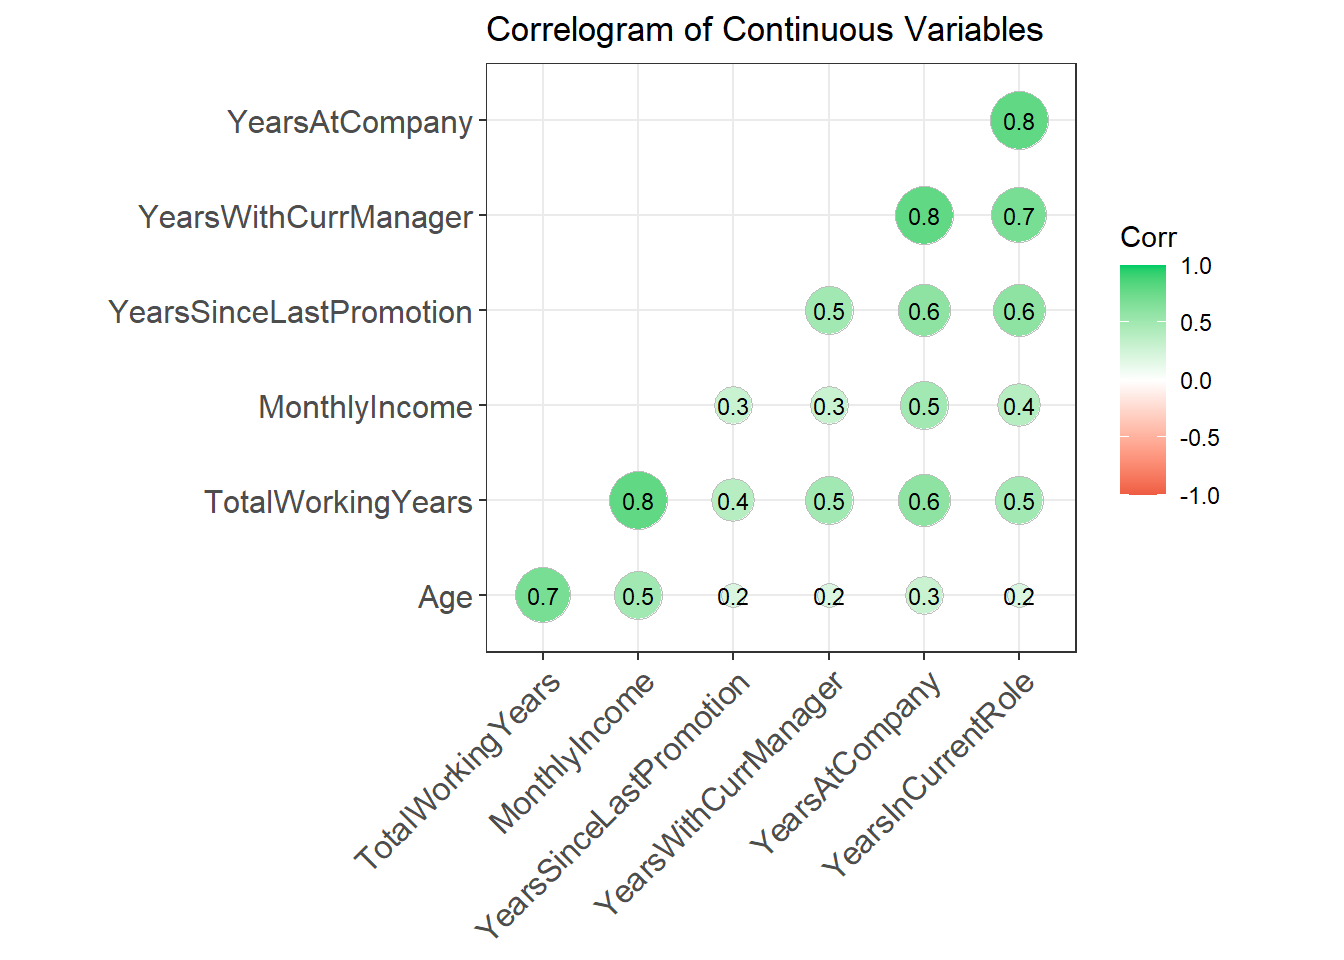 Correlogram of Continuous Variables
YearsAtCompany
0.8
YearsWithCurrManager
0.8 0.7
YearsSinceLastPromotion
0.5 0.6 0.6
MonthlyIncome
0.3 0.3 0.5 0.4
TotalWorkingYears
0.8 0.4 0.5 0.6 0.5
Age
0.7 0.5 0.2 0.2 0.3 0.2
TotalWorkingYears
MonthlyIncome
YearsSinceLastPromotion
YearsWithCurrManager
YearsAtCompany
YearsInCurrentRole
Corr
1.0
0.5
0.0
-0.5
-1.0